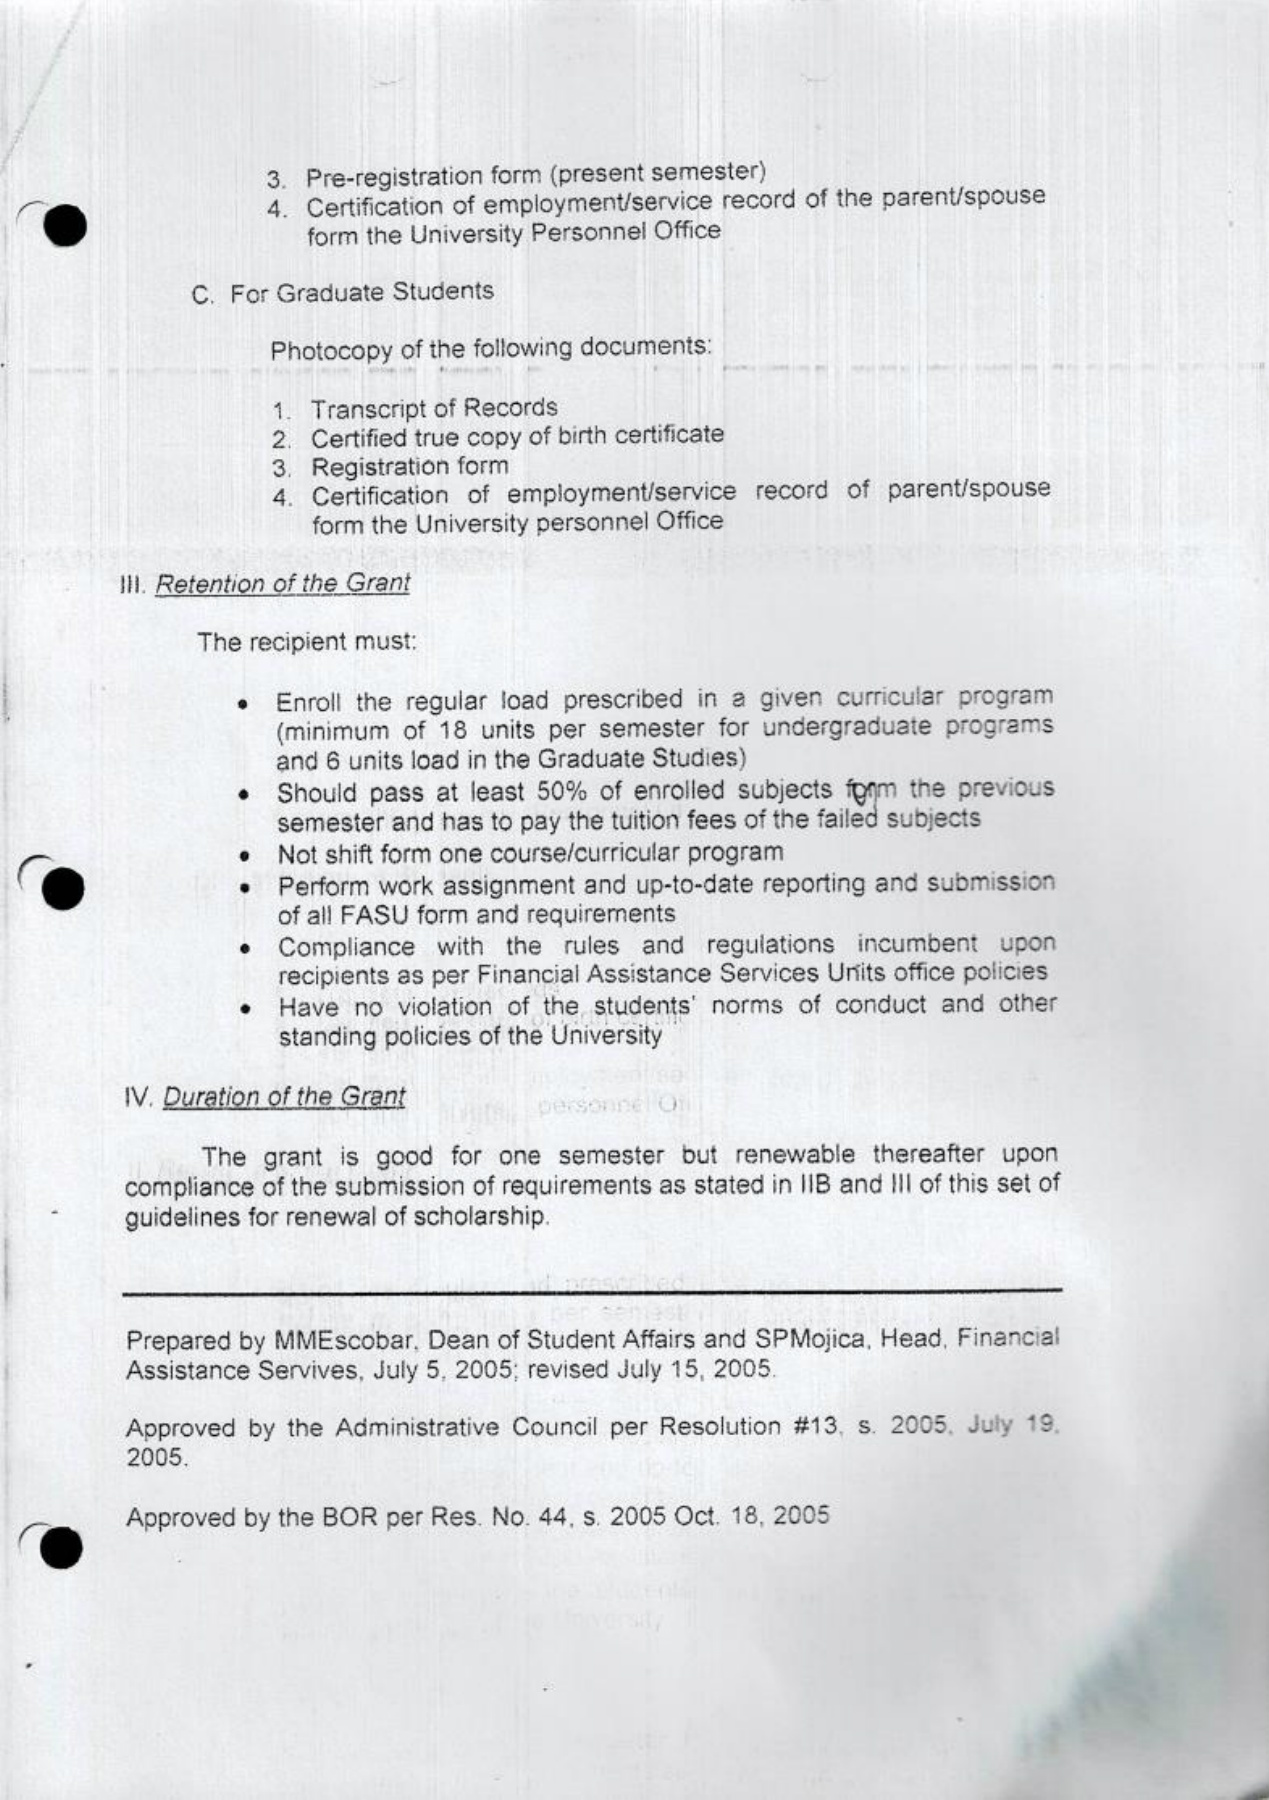 3. Pre-registration form (present semester)
4. Certification of employment/service record of the parent/spouse
form the University Personnel Office
C. For Graduate Students
Photocopy of the following documents:
1. Transcript of Records
2. Certified true copy of birth certificate
3. Registration form
4. Certification of employment/service record of parent/spouse
form the University personnel Office
III. Retention of the Grant
The recipient must:
• Enroll the regular load prescribed in a given curricular program
(minimum of 18 units per semester for undergraduate programs
and 6 units load in the Graduate Studies)
• Should pass at least 50% of enrolled subjects form the previous
semester and has to pay the tuition fees of the failed subjects
• Not shift form one course/curricular program
• Perform work assignment and up-to-date reporting and submission
of all FASU form and requirements
• Compliance with the rules and regulations incumbent upon
recipients as per Financial Assistance Services Units office policies
• Have no violation of the students' norms of conduct and other
standing policies of the University
IV. Duration of the Grant
The grant is good for one semester but renewable thereafter upon
compliance of the submission of requirements as stated in IIB and III of this set of
guidelines for renewal of scholarship.
Prepared by MMEscobar, Dean of Student Affairs and SPMojica, Head, Financial
Assistance Servives, July 5, 2005; revised July 15, 2005.
Approved by the Administrative Council per Resolution #13, s. 2005, July 19,
2005.
Approved by the BOR per Res. No. 44, s. 2005 Oct. 18, 2005